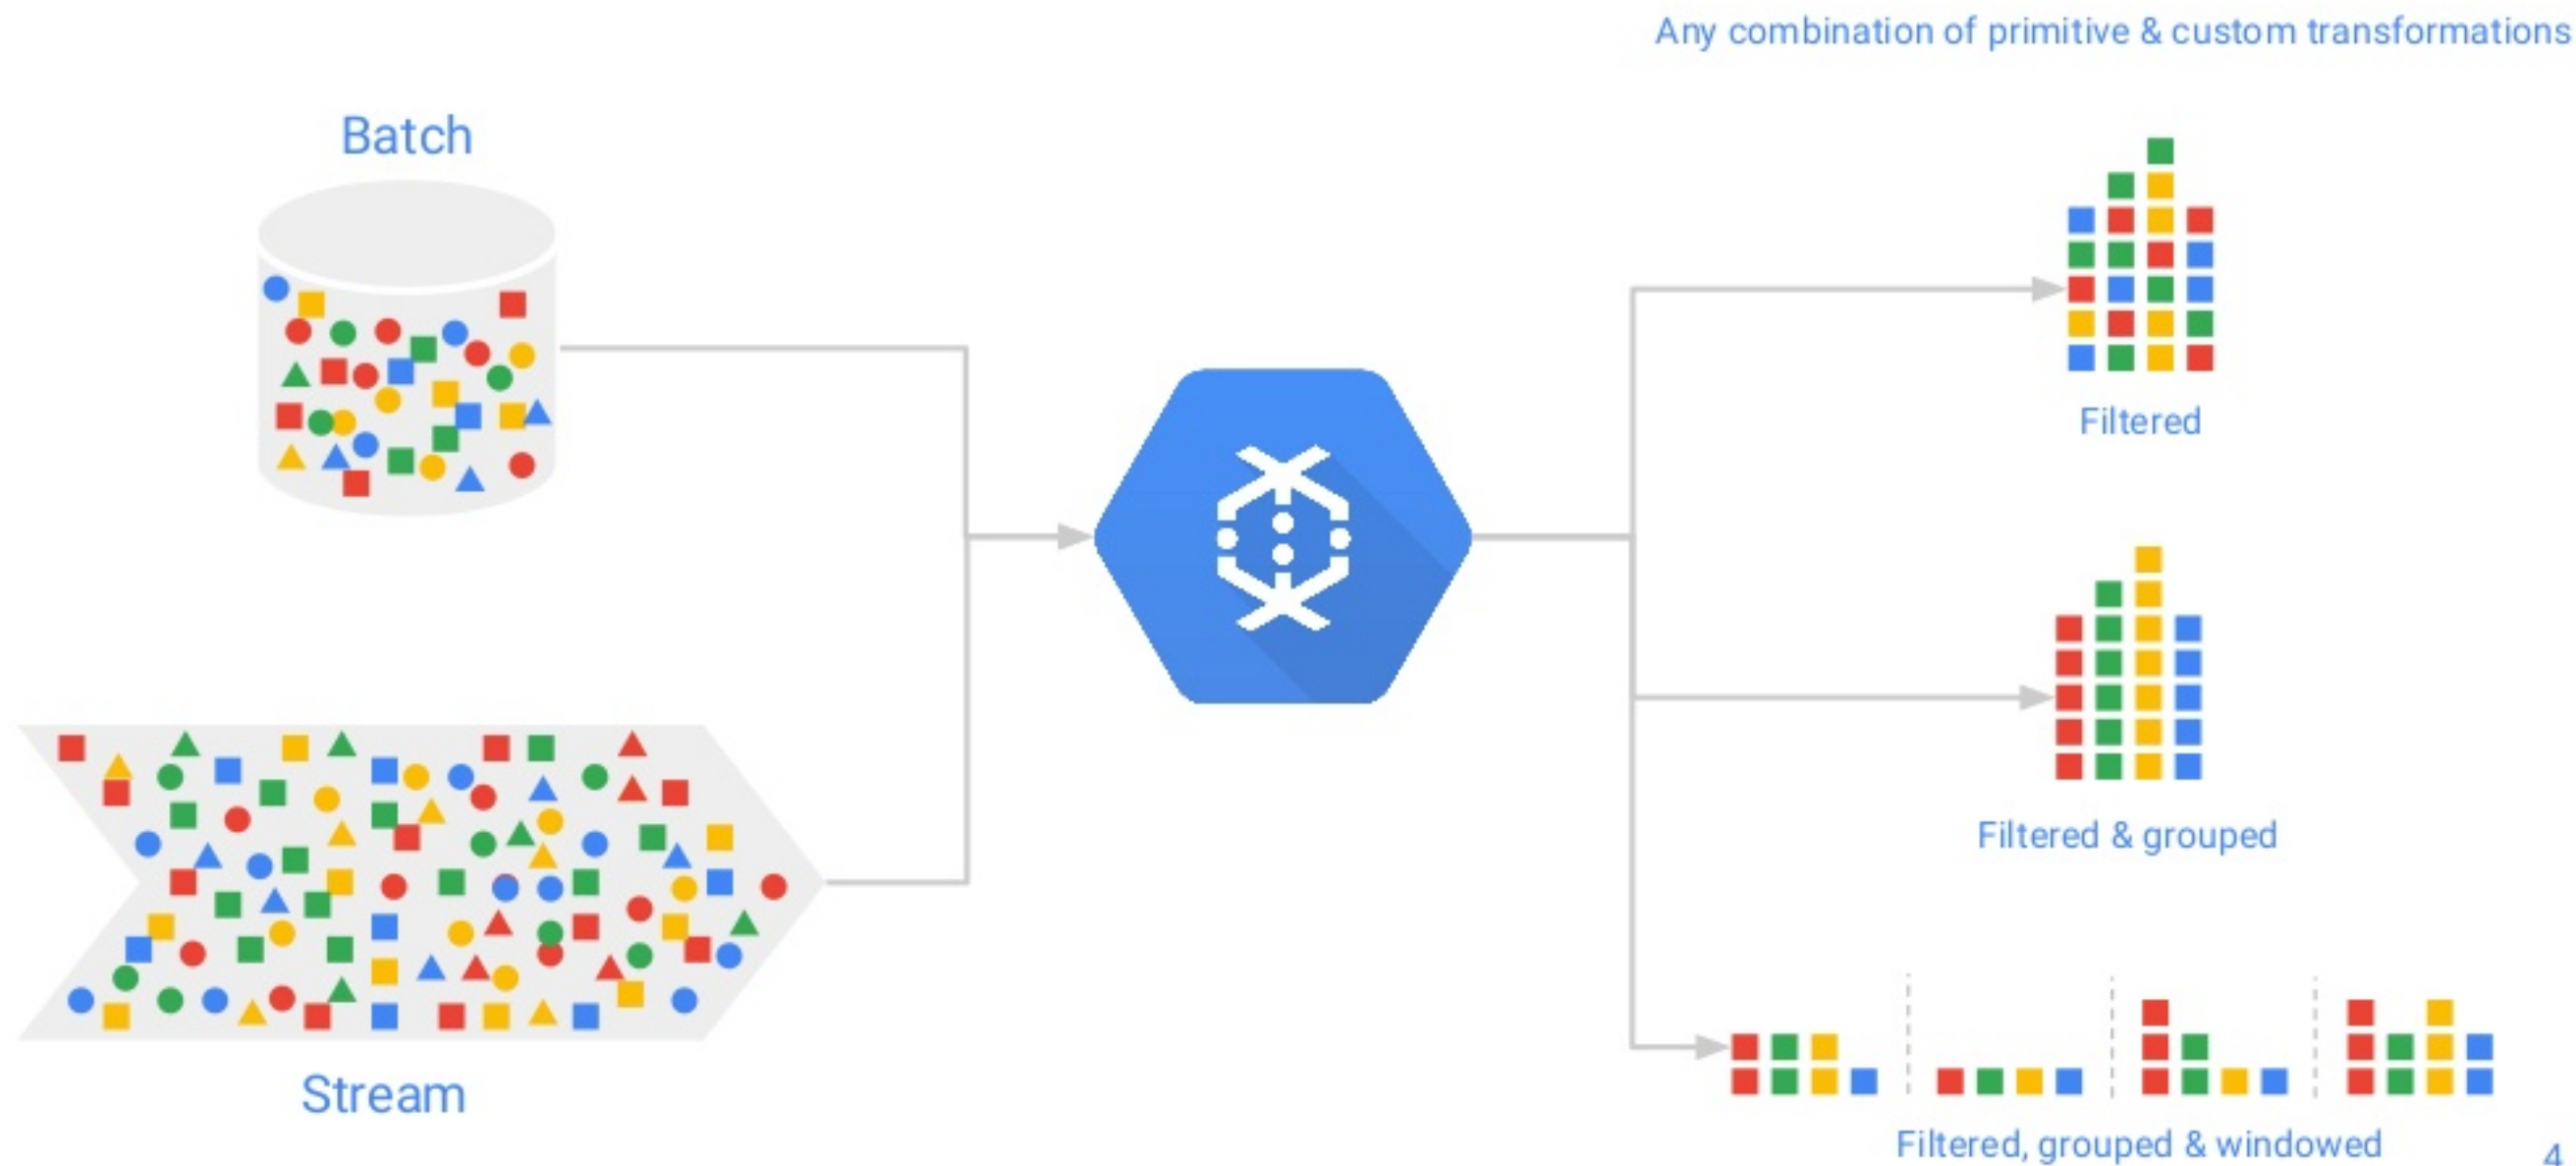 Any combination of primitive & custom transformations
Batch
Filtered
Filtered & grouped
Stream
Filtered, grouped & windowed
4